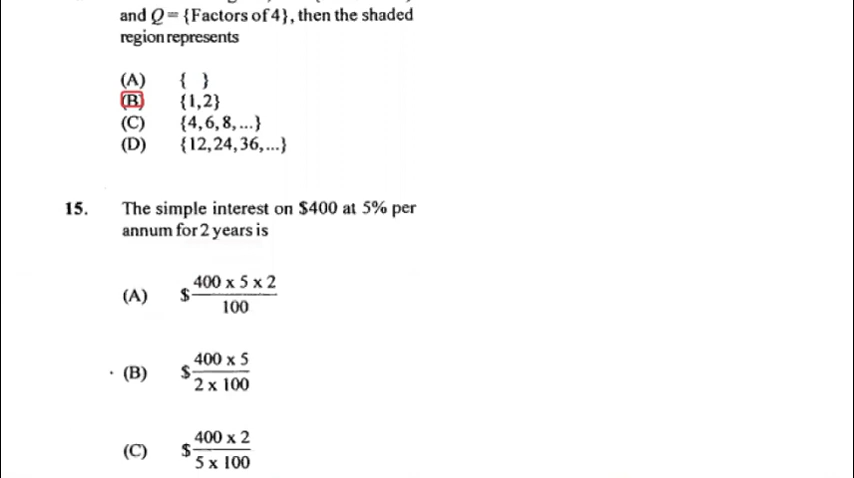 and Q = {Factors of 4}, then the shaded
region represents
(A) { }
(B) {1, 2}
(C) {4, 6, 8, ...}
(D) {12, 24, 36, ...}
15. The simple interest on $400 at 5% per
annum for 2 years is
(A) $ 400 x 5 x 2
100
(B) $ 400 x 5
2 x 100
(C) $ 400 x 2
5 x 100